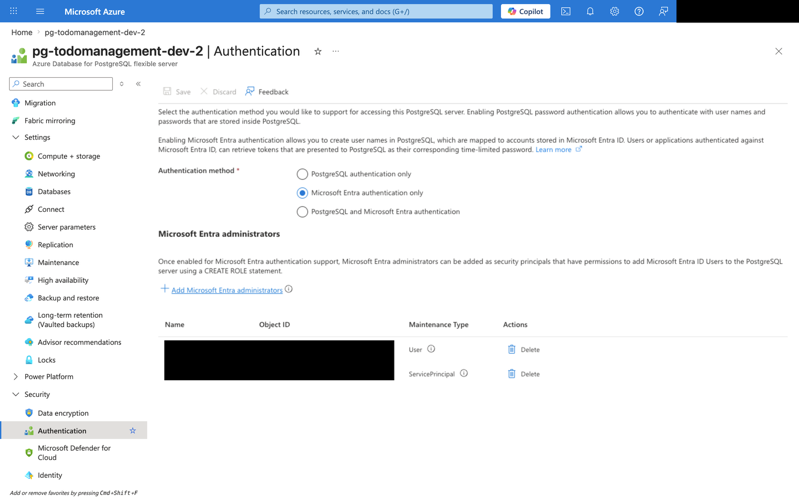 Microsoft Azure
Search resources, services, and docs (G+/)
Copilot
Home
pg-todomanagement-dev-2
pg-todomanagement-dev-2 | Authentication
Azure Database for PostgreSQL flexible server
Search
Migration
Fabric mirroring
Settings
Compute + storage
Networking
Databases
Connect
Server parameters
Replication
Maintenance
High availability
Backup and restore
Long-term retention
(Vaulted backups)
Advisor recommendations
Locks
Power Platform
Security
Data encryption
Authentication
Microsoft Defender for
Cloud
Identity
Add or remove favorites by pressing Cmd+Shift+F
Save
Discard
Feedback
Select the authentication method you would like to support for accessing this PostgreSQL server. Enabling PostgreSQL password authentication allows you to authenticate with user names and
passwords that are stored inside PostgreSQL.
Enabling Microsoft Entra authentication allows you to create user names in PostgreSQL, which are mapped to accounts stored in Microsoft Entra ID. Users or applications authenticated against
Microsoft Entra ID, can retrieve tokens that are presented to PostgreSQL as their corresponding time-limited password. Learn more
Authentication method *
PostgreSQL authentication only
Microsoft Entra authentication only
PostgreSQL and Microsoft Entra authentication
Microsoft Entra administrators
Once enabled for Microsoft Entra authentication support, Microsoft Entra administrators can be added as security principals that have permissions to add Microsoft Entra ID Users to the PostgreSQL
server using a CREATE ROLE statement.
Add Microsoft Entra administrators
Name Object ID Maintenance Type Actions
User Delete
ServicePrincipal Delete